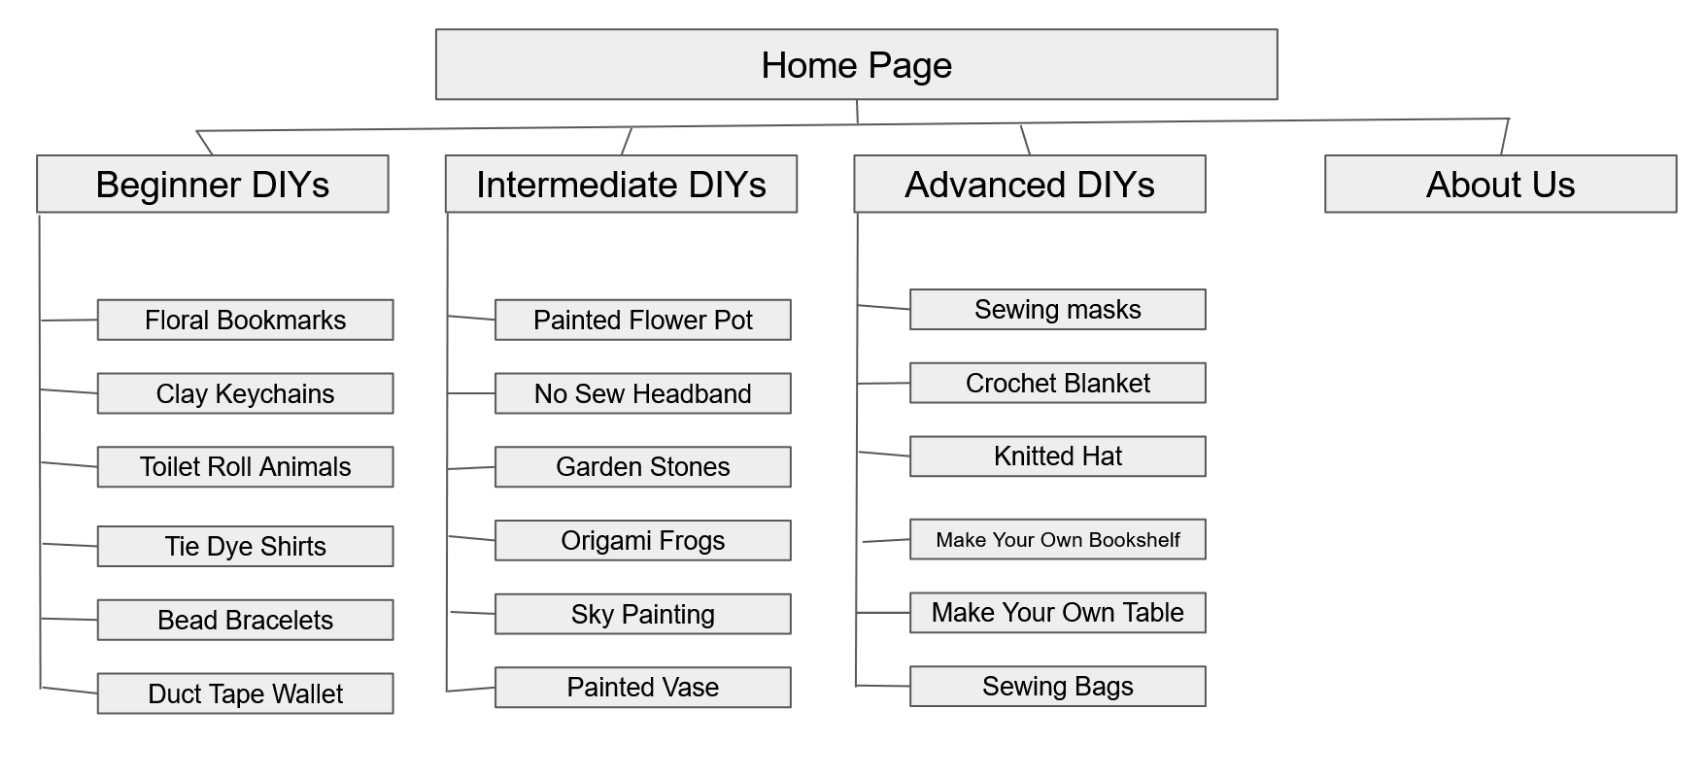 Home Page
Beginner DIYs
Intermediate DIYs
Advanced DIYs
About Us
Floral Bookmarks
Clay Keychains
Toilet Roll Animals
Tie Dye Shirts
Bead Bracelets
Duct Tape Wallet
Painted Flower Pot
No Sew Headband
Garden Stones
Origami Frogs
Sky Painting
Painted Vase
Sewing masks
Crochet Blanket
Knitted Hat
Make Your Own Bookshelf
Make Your Own Table
Sewing Bags